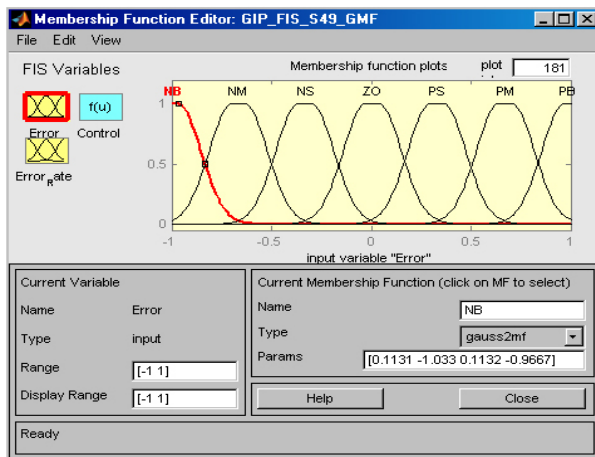 Membership Function Editor: GIP_FIS_S49_GMF
File Edit View
FIS Variables
Membership function plots
plot
181
f(u)
Error Control
Error_Rate
NB NM NS ZO PS PM PB
1
0.5
0
-1 -0.5 0 0.5 1
input variable "Error"
Current Variable
Name Error
Type input
Range [-1 1]
Display Range [-1 1]
Current Membership Function (click on MF to select)
Name NB
Type gauss2mf
Params [0.1131 -1.033 0.1132 -0.9667]
Help Close
Ready